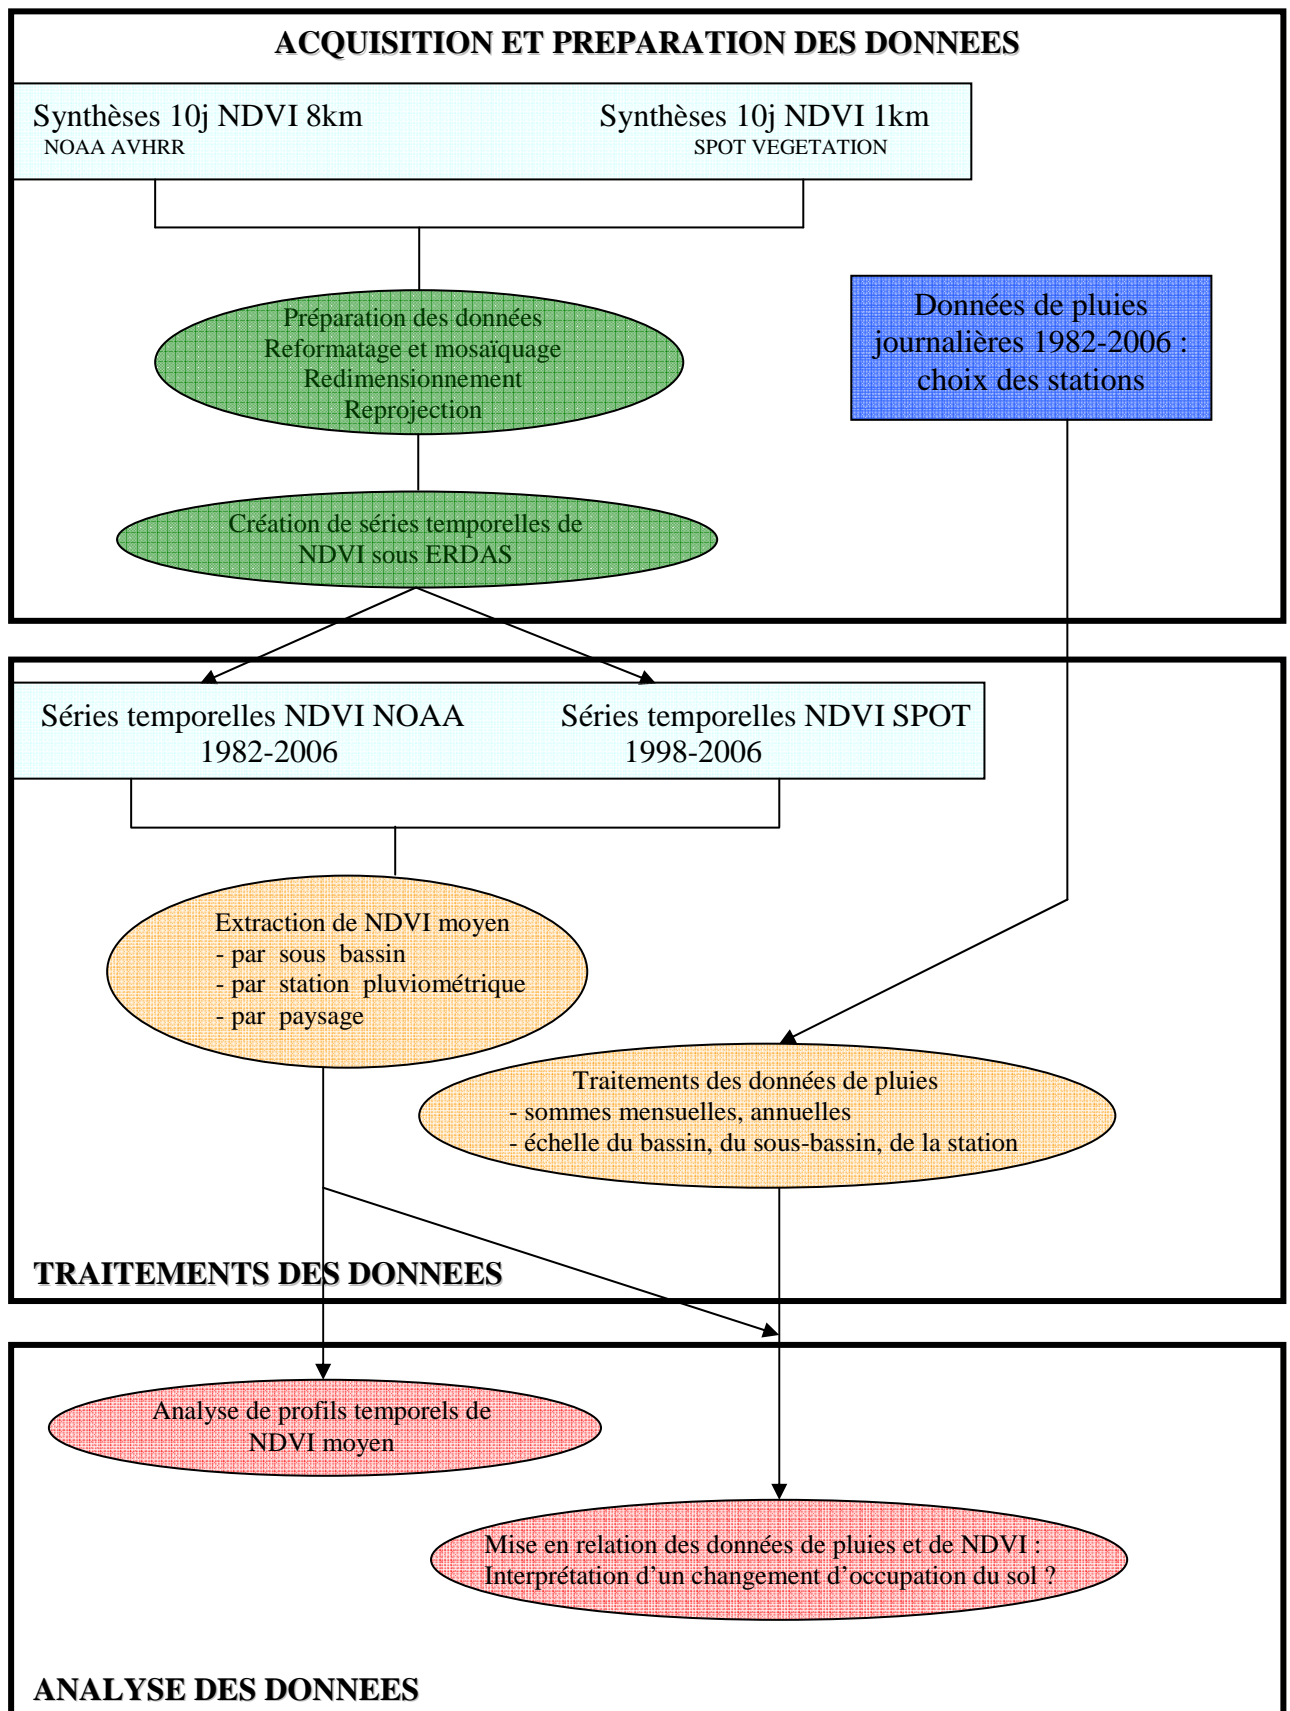 ACQUISITION ET PREPARATION DES DONNEES
Synthèses 10j NDVI 8km
NOAA AVHRR
Synthèses 10j NDVI 1km
SPOT VEGETATION
Préparation des données
Reformatage et mosaïquage
Redimensionnement
Reprojection
Données de pluies
journalières 1982-2006 :
choix des stations
Création de séries temporelles de
NDVI sous ERDAS
Séries temporelles NDVI NOAA
1982-2006
Séries temporelles NDVI SPOT
1998-2006
Extraction de NDVI moyen
- par sous bassin
- par station pluviométrique
- par paysage
Traitements des données de pluies
- sommes mensuelles, annuelles
- échelle du bassin, du sous-bassin, de la station
TRAITEMENTS DES DONNEES
Analyse de profils temporels de
NDVI moyen
Mise en relation des données de pluies et de NDVI :
Interprétation d’un changement d’occupation du sol ?
ANALYSE DES DONNEES